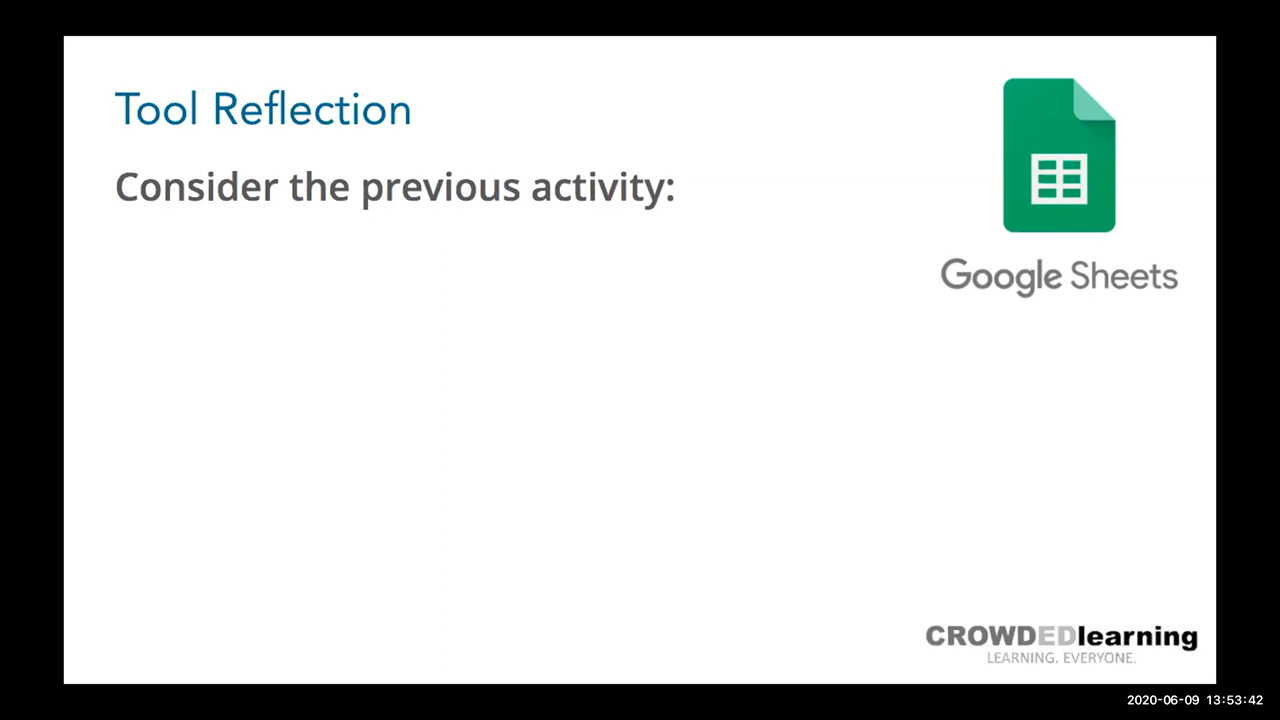 Tool Reflection
Consider the previous activity:
Google Sheets
CROWDEDlearning
LEARNING. EVERYONE.
2020-06-09 13:53:42